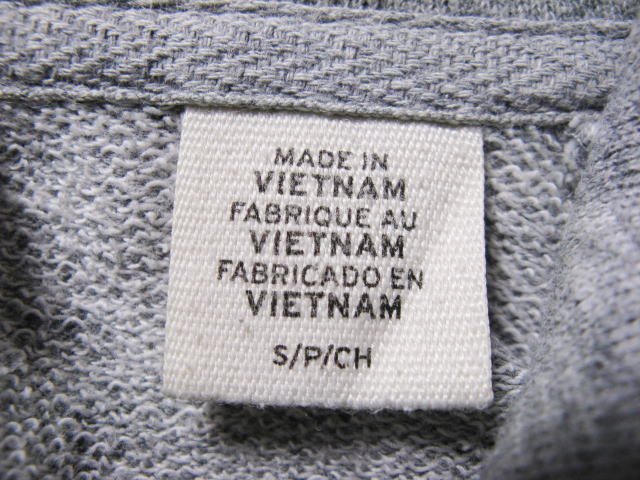 MADE IN
VIETNAM
FABRIQUE AU
VIETNAM
FABRICADO EN
VIETNAM
S/P/CH